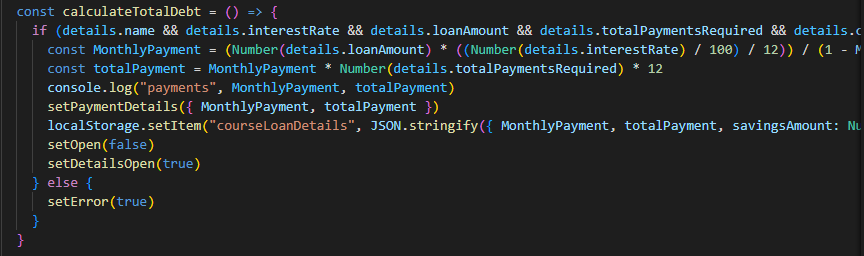 const calculateTotalDebt = () => {
if (details.name && details.interestRate && details.loanAmount && details.totalPaymentsRequired && details.
const MonthlyPayment = (Number(details.loanAmount) * ((Number(details.interestRate) / 100) / 12)) / (1 - M
const totalPayment = MonthlyPayment * Number(details.totalPaymentsRequired) * 12
console.log("payments", MonthlyPayment, totalPayment)
setPaymentDetails({ MonthlyPayment, totalPayment })
localStorage.setItem("courseLoanDetails", JSON.stringify({ MonthlyPayment, totalPayment, savingsAmount: Nu
setOpen(false)
setDetailsOpen(true)
} else {
setError(true)
}
}